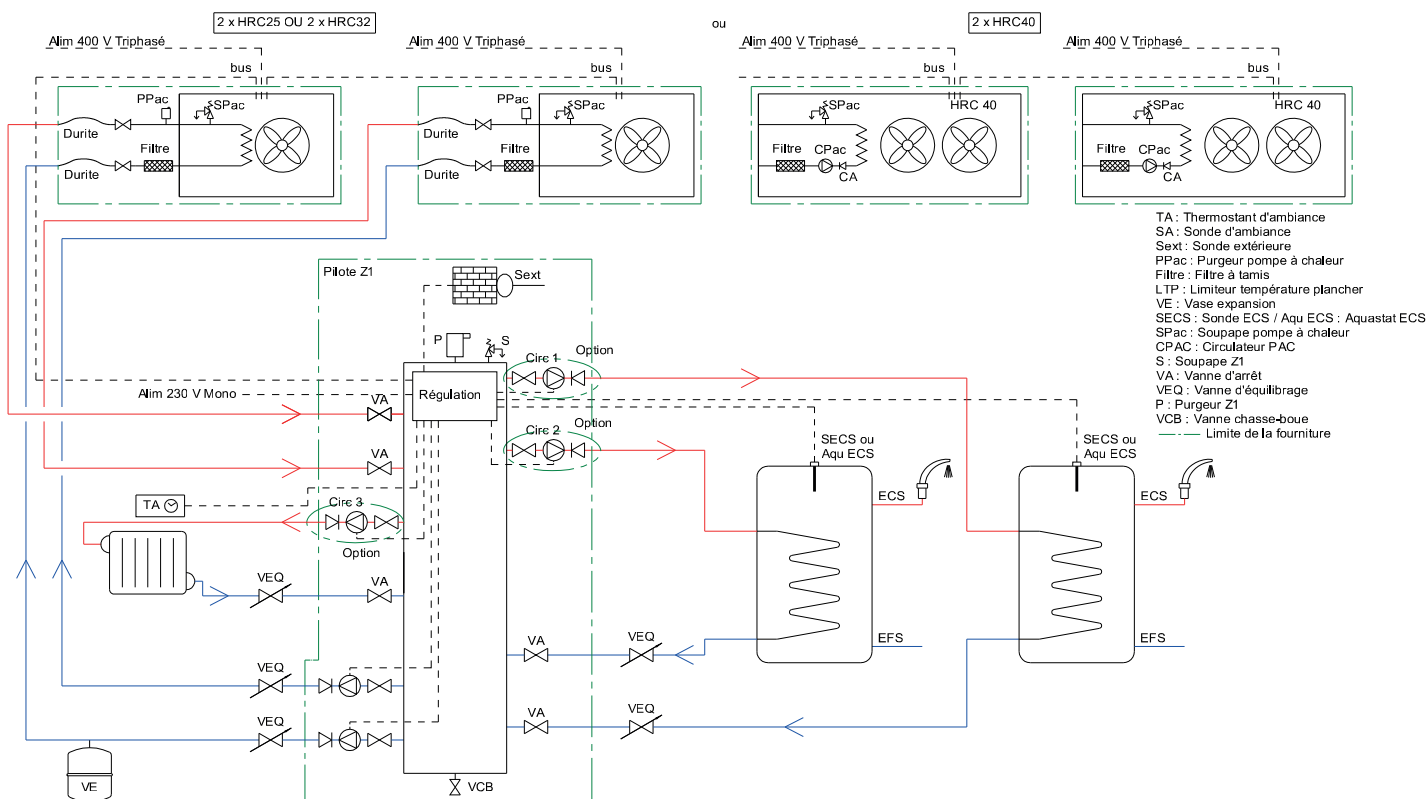 2 x HRC25 OU 2 x HRC32
ou
2 x HRC40
Alim 400 V Triphasé
Alim 400 V Triphasé
Alim 400 V Triphasé
Alim 400 V Triphasé
bus
bus
bus
bus
PPac
SPac
Durite
Filtre
Durite
PPac
SPac
Durite
Filtre
Durite
SPac
HRC 40
Filtre
CPac
CA
SPac
HRC 40
Filtre
CPac
CA
TA : Thermostant d'ambiance
SA : Sonde d'ambiance
Sext : Sonde extérieure
PPac : Purgeur pompe à chaleur
Filtre : Filtre à tamis
LTP : Limiteur température plancher
VE : Vase expansion
SECS : Sonde ECS / Aqu ECS : Aquastat ECS
SPac : Soupape pompe à chaleur
CPAC : Circulateur PAC
S : Soupape Z1
VA : Vanne d'arrêt
VEQ : Vanne d'équilibrage
P : Purgeur Z1
VCB : Vanne chasse-boue
Limite de la fourniture
Pilote Z1
Sext
P
S
Circ 1
Option
Régulation
Alim 230 V Mono
VA
Circ 2
Option
VA
SECS ou
Aqu ECS
SECS ou
Aqu ECS
ECS
ECS
TA
Circ 3
Option
VEQ
VA
VA
VEQ
EFS
EFS
VEQ
VEQ
VA
VEQ
VE
VCB